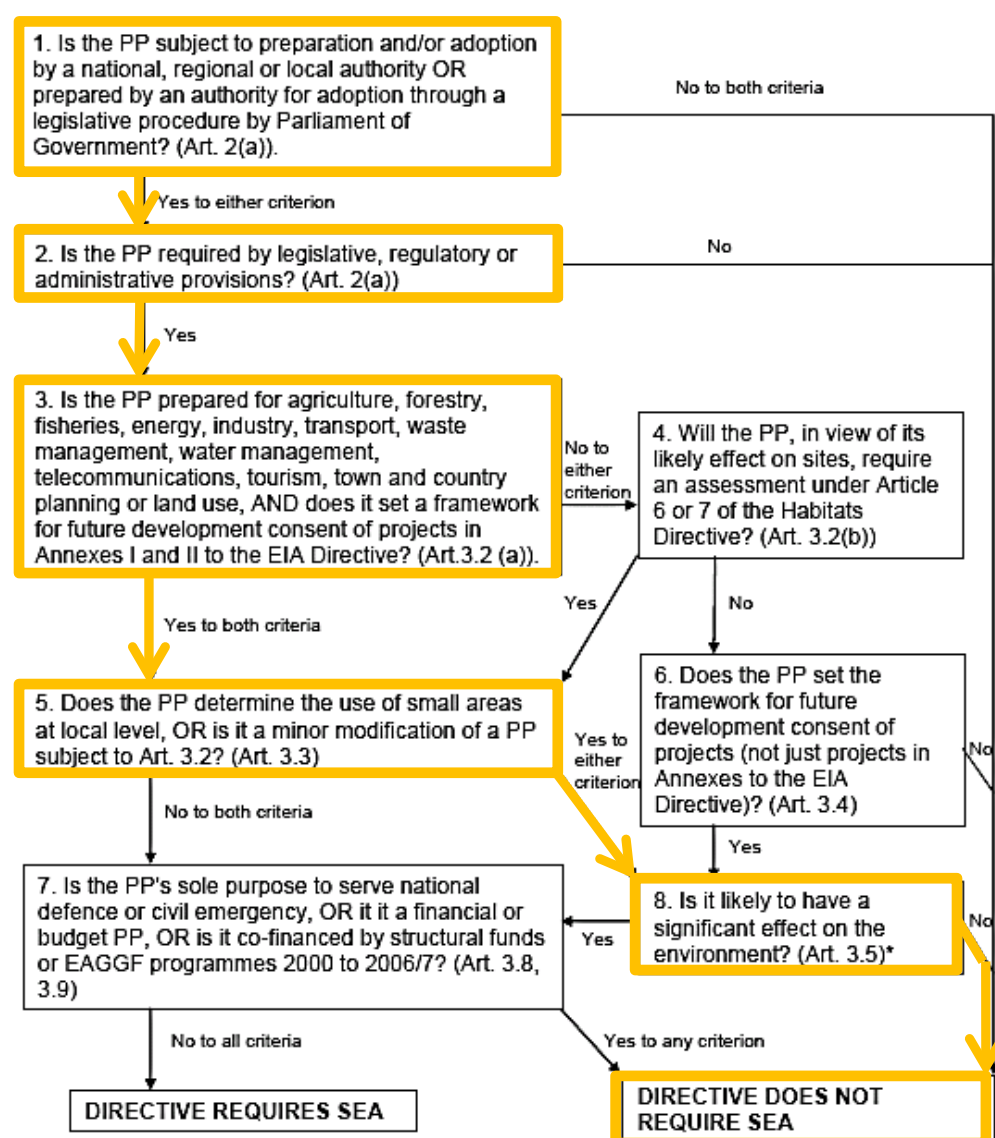 1. Is the PP subject to preparation and/or adoption
by a national, regional or local authority OR
prepared by an authority for adoption through a
legislative procedure by Parliament of
Government? (Art. 2(a)).
No to both criteria
Yes to either criterion
2. Is the PP required by legislative, regulatory or
administrative provisions? (Art. 2(a))
No
Yes
3. Is the PP prepared for agriculture, forestry,
fisheries, energy, industry, transport, waste
management, water management,
telecommunications, tourism, town and country
planning or land use, AND does it set a framework
for future development consent of projects in
Annexes I and II to the EIA Directive? (Art.3.2 (a)).
No to
either
criterion
4. Will the PP, in view of its
likely effect on sites, require
an assessment under Article
6 or 7 of the Habitats
Directive? (Art. 3.2(b))
Yes
No
Yes to both criteria
5. Does the PP determine the use of small areas
at local level, OR is it a minor modification of a PP
subject to Art. 3.2? (Art. 3.3)
Yes to
either
criterion
6. Does the PP set the
framework for future
development consent of
projects (not just projects in
Annexes to the EIA
Directive)? (Art. 3.4)
No
No to both criteria
Yes
7. Is the PP's sole purpose to serve national
defence or civil emergency, OR it it a financial or
budget PP, OR is it co-financed by structural funds
or EAGGF programmes 2000 to 2006/7? (Art. 3.8,
3.9)
Yes
8. Is it likely to have a
significant effect on the
environment? (Art. 3.5)*
No
No to all criteria
Yes to any criterion
DIRECTIVE REQUIRES SEA
DIRECTIVE DOES NOT
REQUIRE SEA